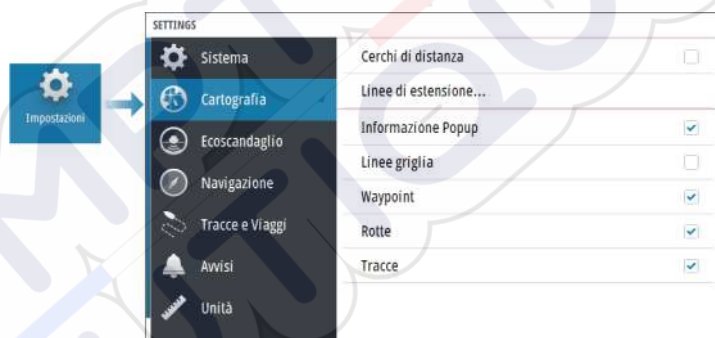 SETTINGS
Impostazioni
Sistema
Cartografia
Ecoscandaglio
Navigazione
Tracce e Viaggi
Avvisi
Unità
Cerchi di distanza
Linee di estensione...
Informazione Popup
Linee griglia
Waypoint
Rotte
Tracce